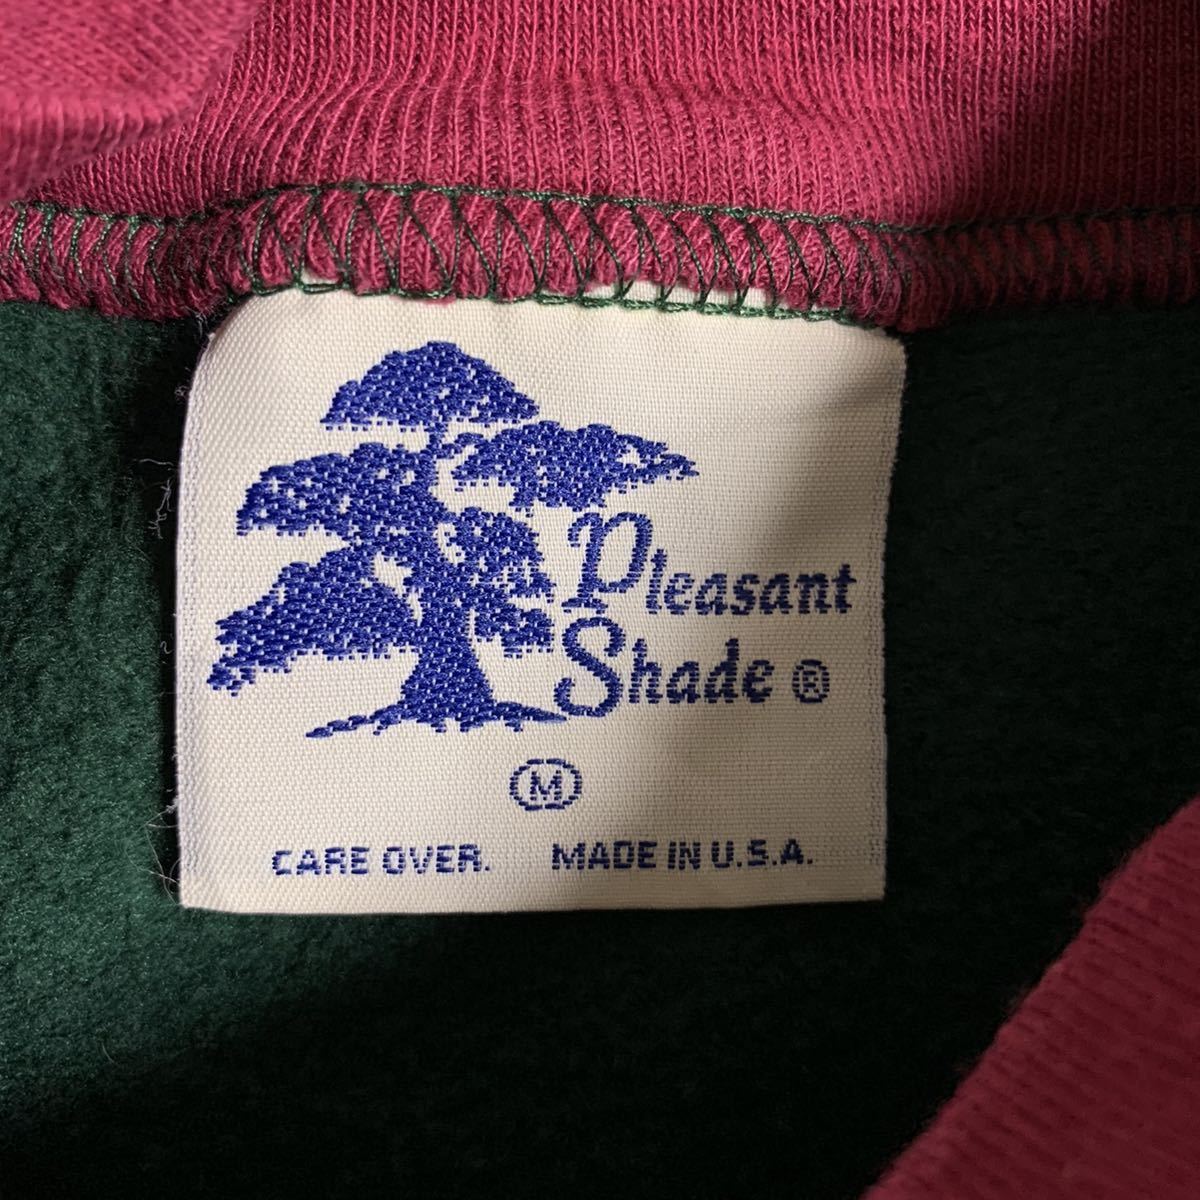 Pleasant
Shade ®
M
CARE OVER. MADE IN U.S.A.